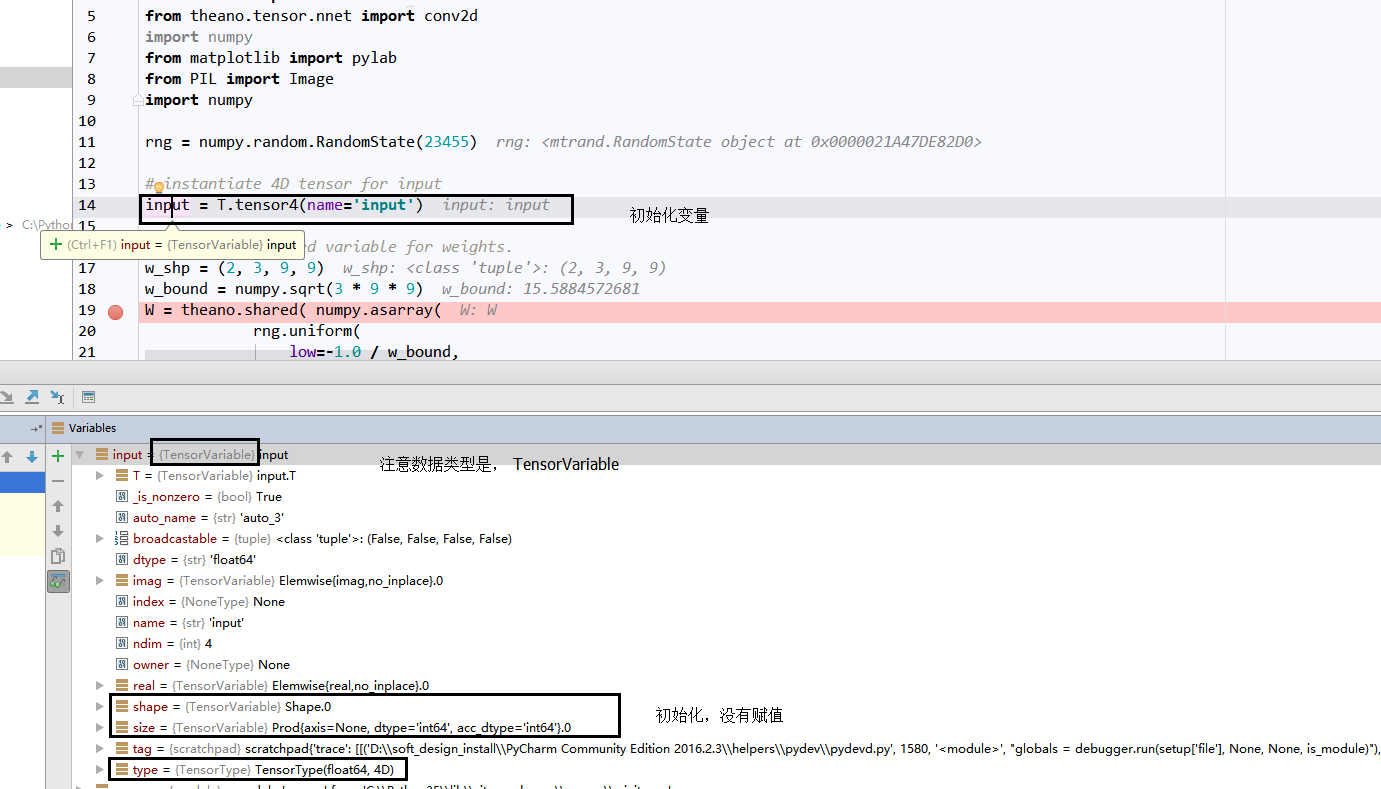 5 from theano.tensor.nnet import conv2d
6 import numpy
7 from matplotlib import pylab
8 from PIL import Image
9 import numpy
10
11 rng = numpy.random.RandomState(23455) rng: <mtrand.RandomState object at 0x0000021A47DE82D0>
12
13 # instantiate 4D tensor for input
14 input = T.tensor4(name='input') input: input
初始化变量
> C:\Python
15
(Ctrl+F1) input = {TensorVariable} input
d variable for weights.
17 w_shp = (2, 3, 9, 9) w_shp: <class 'tuple'>: (2, 3, 9, 9)
18 w_bound = numpy.sqrt(3 * 9 * 9) w_bound: 15.5884572681
19 W = theano.shared( numpy.asarray( W: W
20 rng.uniform(
21 low=-1.0 / w_bound,
Variables
input = {TensorVariable} input
注意数据类型是， TensorVariable
T = {TensorVariable} input.T
_is_nonzero = {bool} True
auto_name = {str} 'auto_3'
broadcastable = {tuple} <class 'tuple'>: (False, False, False, False)
dtype = {str} 'float64'
imag = {TensorVariable} Elemwise{imag,no_inplace}.0
index = {NoneType} None
name = {str} 'input'
ndim = {int} 4
owner = {NoneType} None
real = {TensorVariable} Elemwise{real,no_inplace}.0
shape = {TensorVariable} Shape.0
初始化，没有赋值
size = {TensorVariable} Prod{axis=None, dtype='int64', acc_dtype='int64'}.0
tag = {scratchpad} scratchpad{'trace': [[('D:\\soft_design_install\\PyCharm Community Edition 2016.2.3\\helpers\\pydev\\pydevd.py', 1580, '<module>', "globals = debugger.run(setup['file'], None, None, is_module)"),
type = {TensorType} TensorType(float64, 4D)